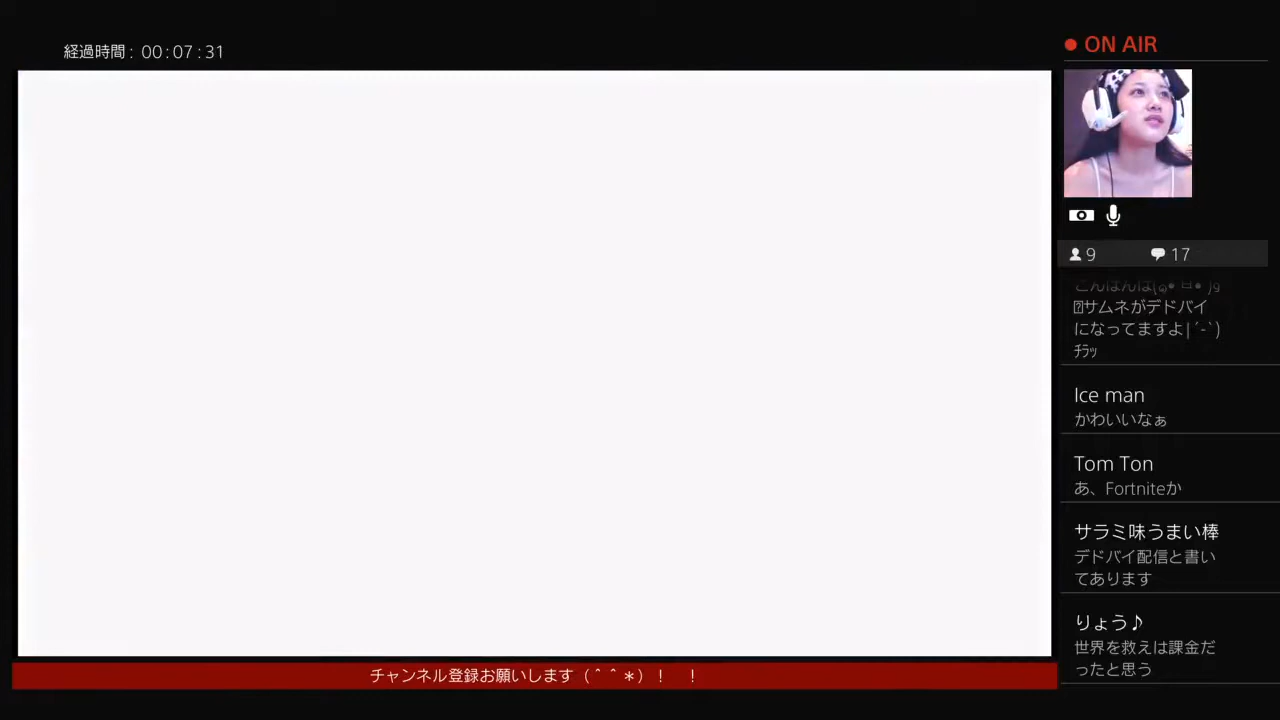 経過時間: 00:07:31
ON AIR
9
17
サムネがデドバイ
になってますよ|´-`)
ﾁﾗｯ
Ice man
かわいいなぁ
Tom Ton
あ、Fortniteか
サラミ味うまい棒
デドバイ配信と書い
てあります
りょう♪
世界を救えは課金だ
ったと思う
チャンネル登録お願いします（＾＾＊）！　！